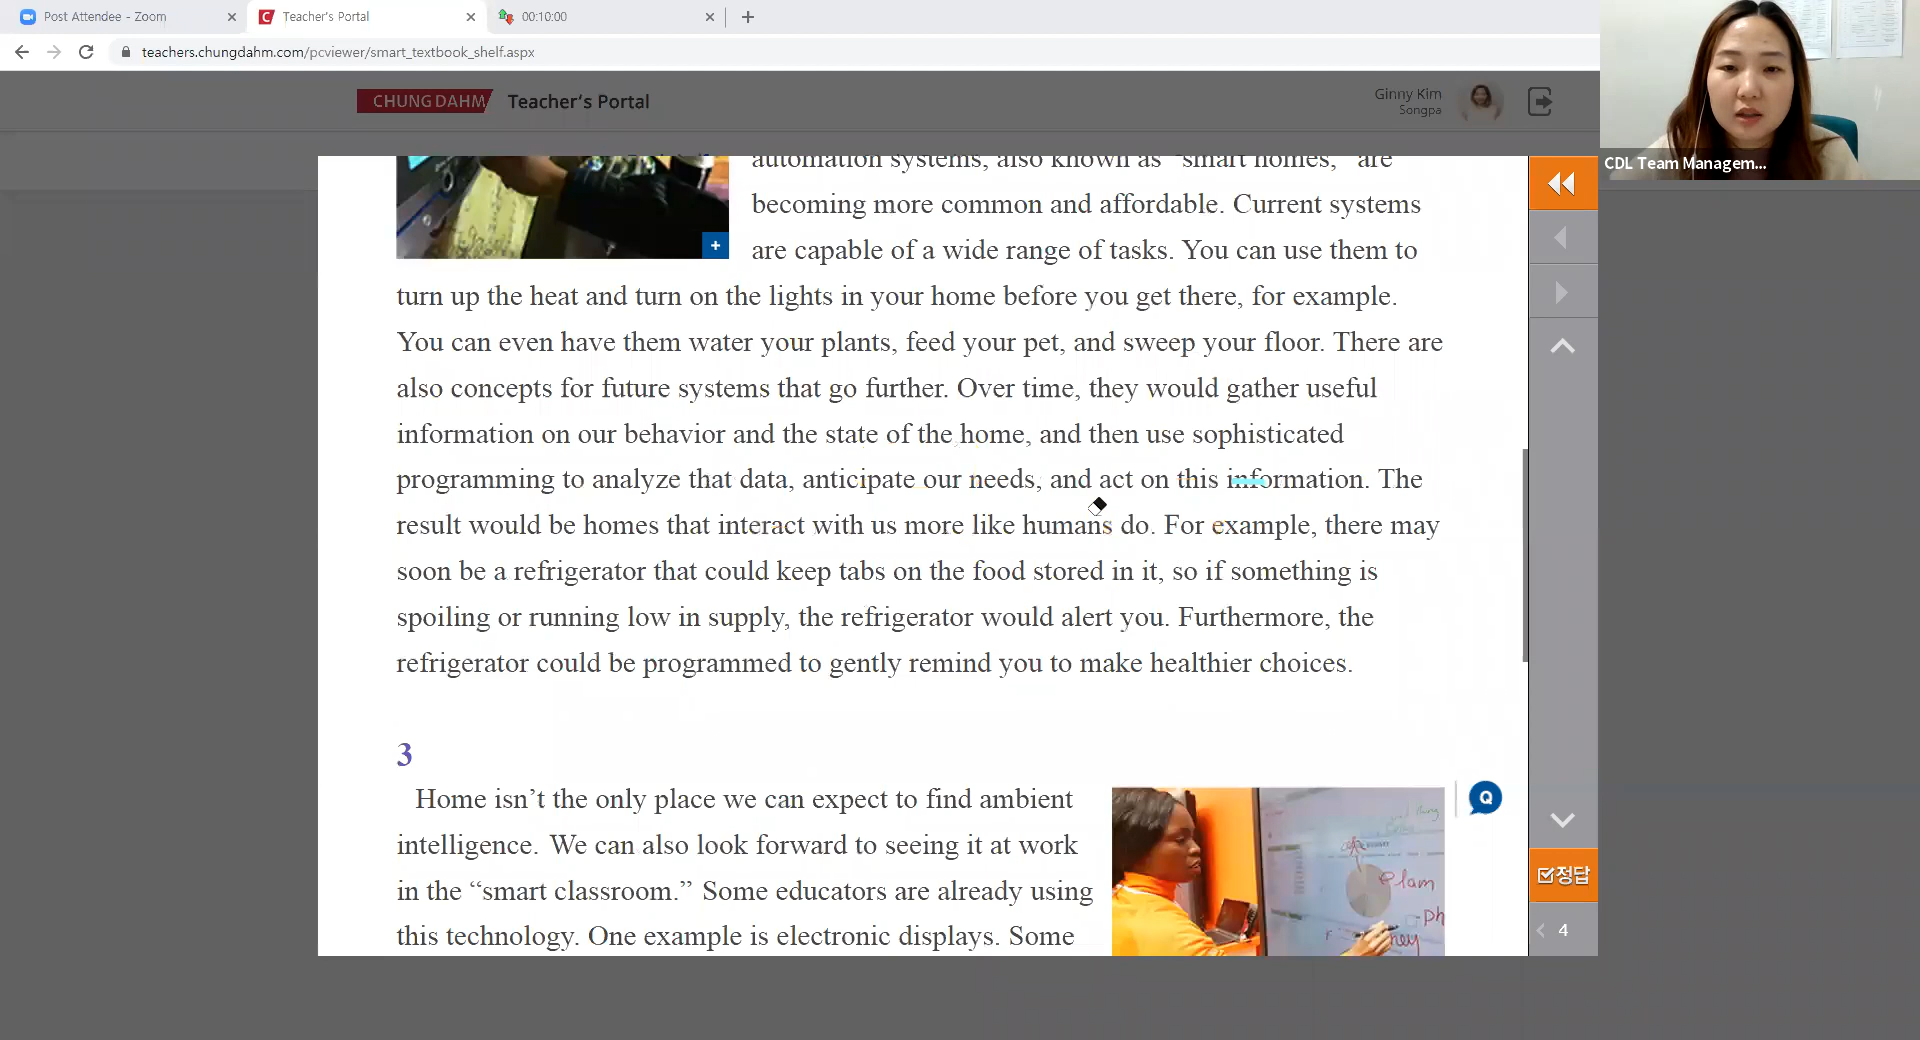 Post Attendee - Zoom
Teacher's Portal
00:10:00
teachers.chungdahm.com/pcviewer/smart_textbook_shelf.aspx
CHUNGDAHM Teacher's Portal
Ginny Kim
Songpa
CDL Team Managem...
automation systems, also known as “smart homes,” are
becoming more common and affordable. Current systems
are capable of a wide range of tasks. You can use them to
turn up the heat and turn on the lights in your home before you get there, for example.
You can even have them water your plants, feed your pet, and sweep your floor. There are
also concepts for future systems that go further. Over time, they would gather useful
information on our behavior and the state of the home, and then use sophisticated
programming to analyze that data, anticipate our needs, and act on this information. The
result would be homes that interact with us more like humans do. For example, there may
soon be a refrigerator that could keep tabs on the food stored in it, so if something is
spoiling or running low in supply, the refrigerator would alert you. Furthermore, the
refrigerator could be programmed to gently remind you to make healthier choices.
3
Home isn’t the only place we can expect to find ambient
intelligence. We can also look forward to seeing it at work
in the “smart classroom.” Some educators are already using
this technology. One example is electronic displays. Some
Q
정답
4